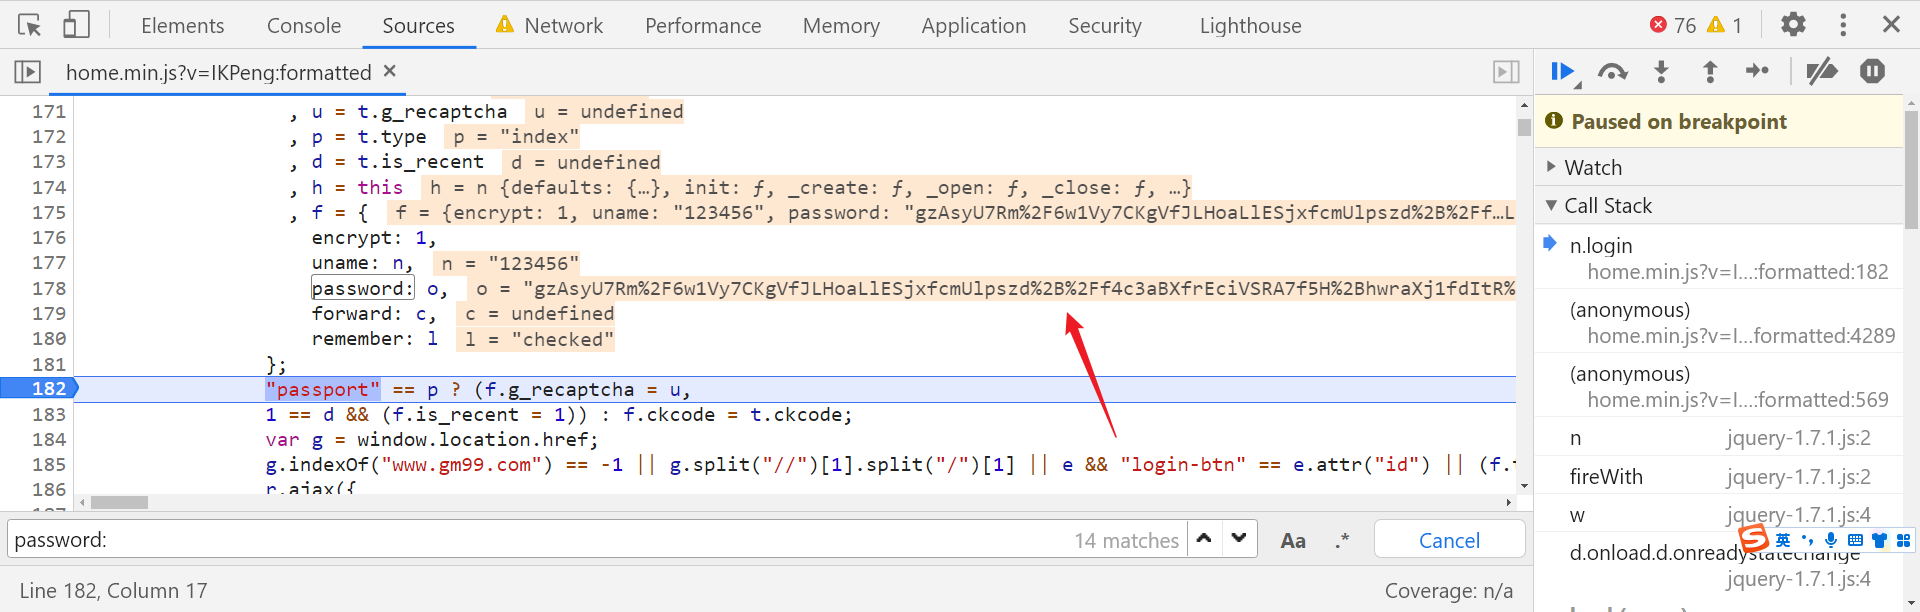 Elements Console Sources Network Performance Memory Application Security Lighthouse 76 1
home.min.js?v=IKPeng:formatted
171 , u = t.g_recaptcha u = undefined
172 , p = t.type p = "index"
173 , d = t.is_recent d = undefined
174 , h = this h = n {defaults: {…}, init: ƒ, _create: ƒ, _open: ƒ, _close: ƒ, …}
175 , f = { f = {encrypt: 1, uname: "123456", password: "gzAsyU7Rm%2F6w1Vy7CKgVfJLHoaLlESjxfcmUlpszd%2B%2Ff…L
176 encrypt: 1,
177 uname: n, n = "123456"
178 password: o, o = "gzAsyU7Rm%2F6w1Vy7CKgVfJLHoaLlESjxfcmUlpszd%2B%2Ff4c3aBXfrEciVSRA7f5H%2BhwraXj1fdItR%
179 forward: c, c = undefined
180 remember: l l = "checked"
181 };
182 "passport" == p ? (f.g_recaptcha = u,
183 1 == d && (f.is_recent = 1)) : f.ckcode = t.ckcode;
184 var g = window.location.href;
185 g.indexOf("www.gm99.com") == -1 || g.split("//")[1].split("/")[1] || e && "login-btn" == e.attr("id") || (f.
186 r.ajax({
187
password: 14 matches Aa .* Cancel
Line 182, Column 17 Coverage: n/a
Paused on breakpoint
Watch
Call Stack
n.login
home.min.js?v=I…:formatted:182
(anonymous)
home.min.js?v=I…formatted:4289
(anonymous)
home.min.js?v=I…:formatted:569
n jquery-1.7.1.js:2
fireWith jquery-1.7.1.js:2
w jquery-1.7.1.js:4
英
d.onload.d.onreadystatechange
jquery-1.7.1.js:4